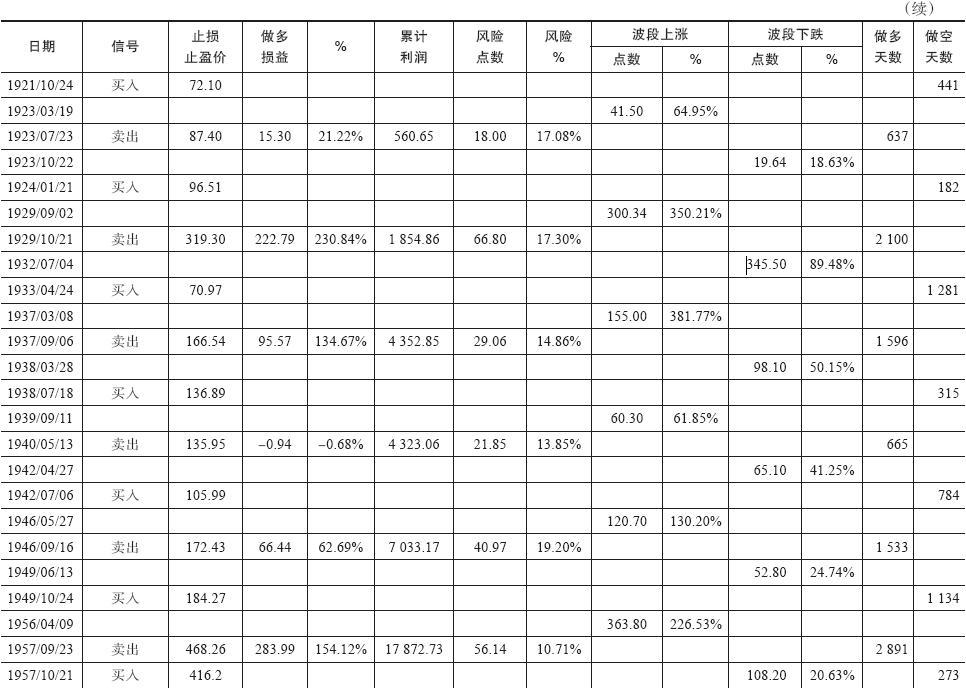 （续）
日期 信号 止损止盈价 做多损益 % 累计利润 风险点数 风险% 波段上涨 波段下跌 做多天数 做空天数
点数 % 点数 %
1921/10/24 买入 72.10 441
1923/03/19 41.50 64.95%
1923/07/23 卖出 87.40 15.30 21.22% 560.65 18.00 17.08% 637
1923/10/22 19.64 18.63%
1924/01/21 买入 96.51 182
1929/09/02 300.34 350.21%
1929/10/21 卖出 319.30 222.79 230.84% 1 854.86 66.80 17.30% 2 100
1932/07/04 345.50 89.48%
1933/04/24 买入 70.97 1 281
1937/03/08 155.00 381.77%
1937/09/06 卖出 166.54 95.57 134.67% 4 352.85 29.06 14.86% 1 596
1938/03/28 98.10 50.15%
1938/07/18 买入 136.89 315
1939/09/11 60.30 61.85%
1940/05/13 卖出 135.95 –0.94 –0.68% 4 323.06 21.85 13.85% 665
1942/04/27 65.10 41.25%
1942/07/06 买入 105.99 784
1946/05/27 120.70 130.20%
1946/09/16 卖出 172.43 66.44 62.69% 7 033.17 40.97 19.20% 1 533
1949/06/13 52.80 24.74%
1949/10/24 买入 184.27 1 134
1956/04/09 363.80 226.53%
1957/09/23 卖出 468.26 283.99 154.12% 17 872.73 56.14 10.71% 2 891
1957/10/21 买入 416.2 108.20 20.63% 273